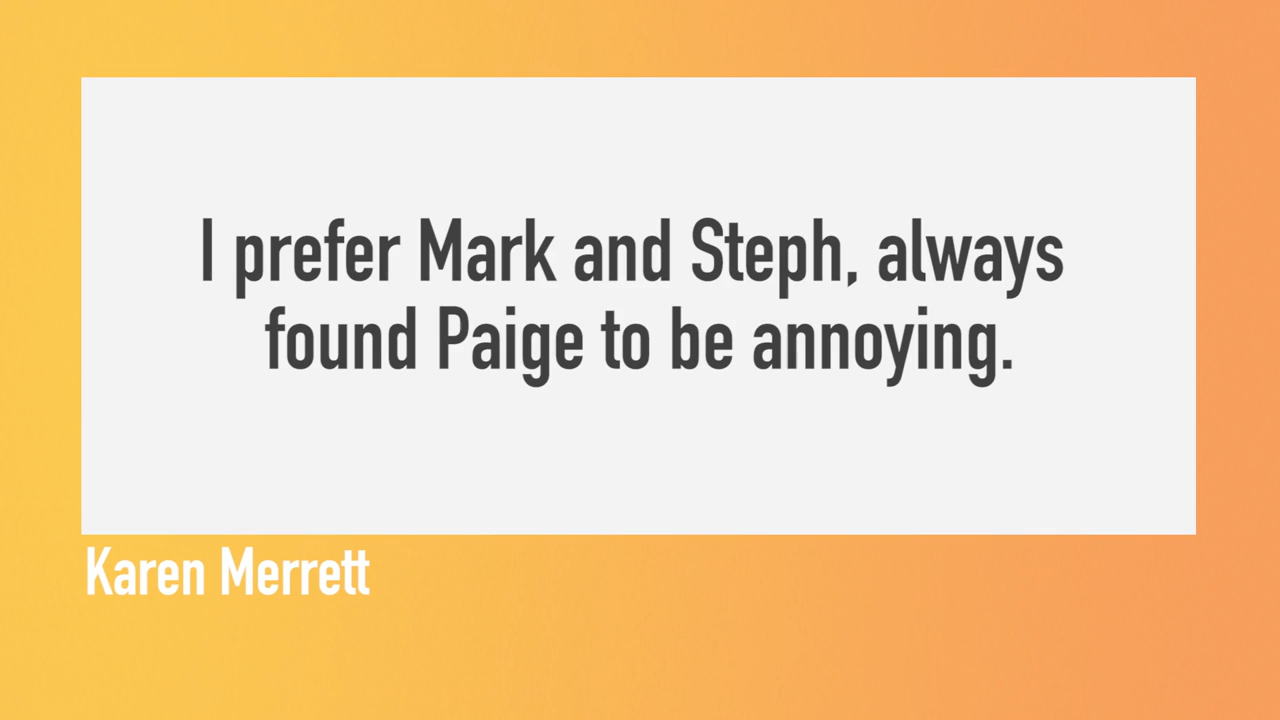 I prefer Mark and Steph, always
found Paige to be annoying.
Karen Merrett